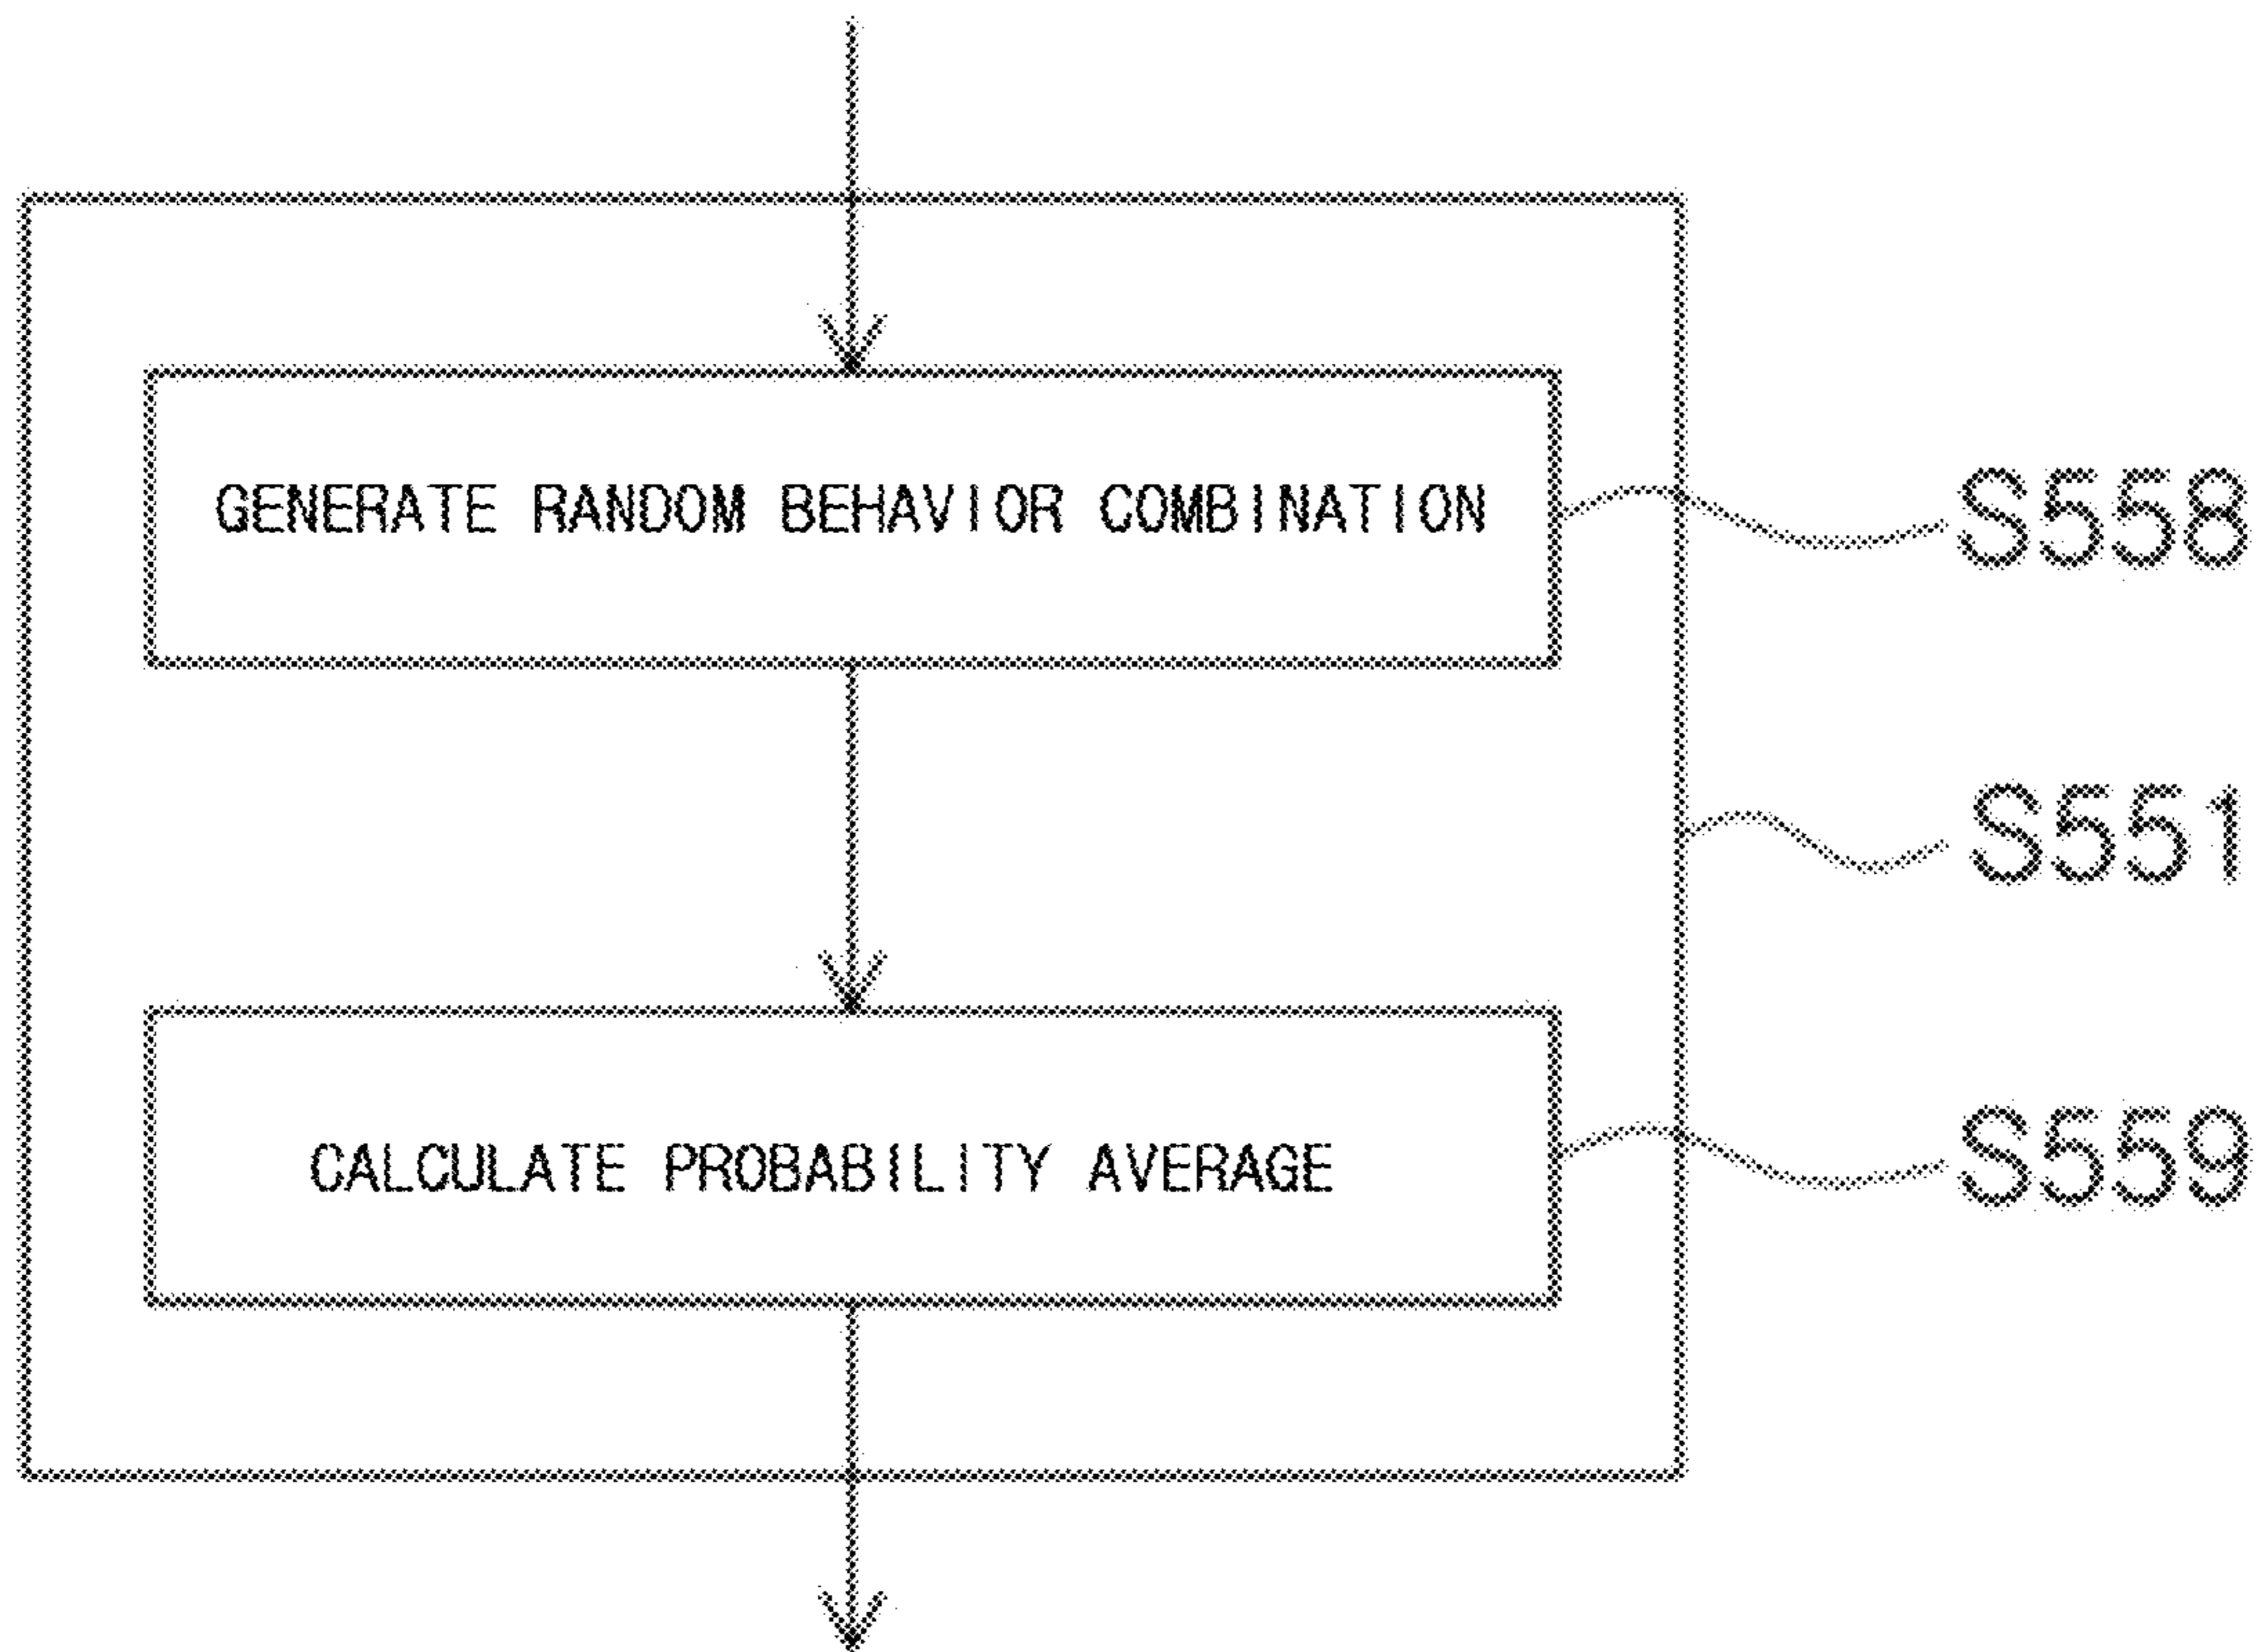 GENERATE RANDOM BEHAVIOR COMBINATION
S558
S551
CALCULATE PROBABILITY AVERAGE
S559